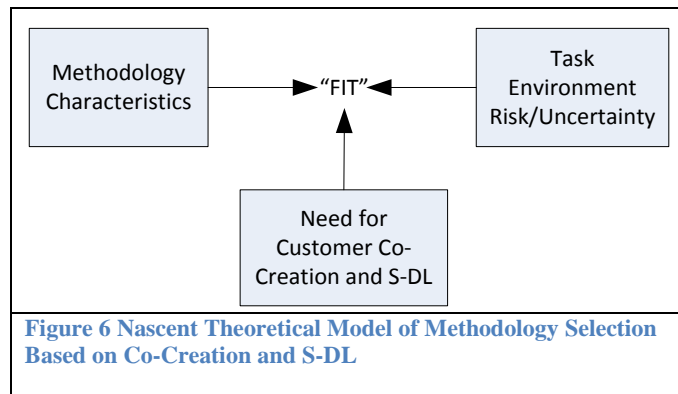 Methodology
Characteristics
“FIT”
Task
Environment
Risk/Uncertainty
Need for
Customer Co-
Creation and S-DL
Figure 6 Nascent Theoretical Model of Methodology Selection
Based on Co-Creation and S-DL